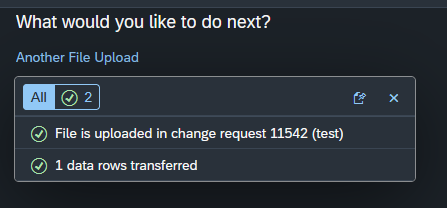 What would you like to do next?
Another File Upload
All 2
File is uploaded in change request 11542 (test)
1 data rows transferred